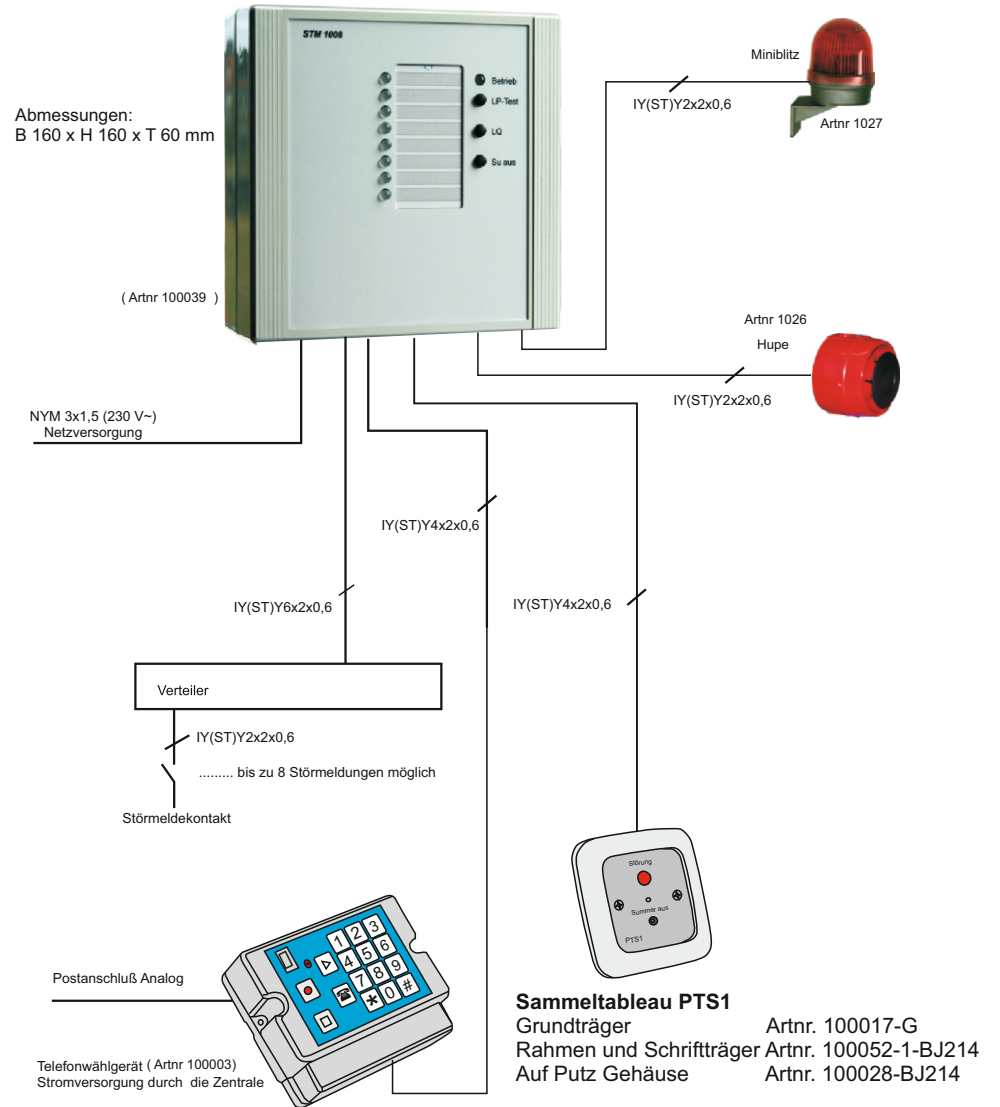 STM 1008
Betrieb
LP-Test
LQ
Su aus
Abmessungen:
B 160 x H 160 x T 60 mm
( Artnr 100039 )
Miniblitz
IY(ST)Y2x2x0,6
Artnr 1027
Artnr 1026
Hupe
IY(ST)Y2x2x0,6
NYM 3x1,5 (230 V~)
Netzversorgung
IY(ST)Y4x2x0,6
IY(ST)Y6x2x0,6
IY(ST)Y4x2x0,6
Verteiler
IY(ST)Y2x2x0,6
......... bis zu 8 Störmeldungen möglich
Störmeldekontakt
Störung
Summer aus
PTS1
1 2 3
4 5 6
7 8 9
* 0 #
Postanschluß Analog
Telefonwählgerät ( Artnr 100003)
Stromversorgung durch die Zentrale
Sammeltableau PTS1
Grundträger Artnr. 100017-G
Rahmen und Schriftträger Artnr. 100052-1-BJ214
Auf Putz Gehäuse Artnr. 100028-BJ214